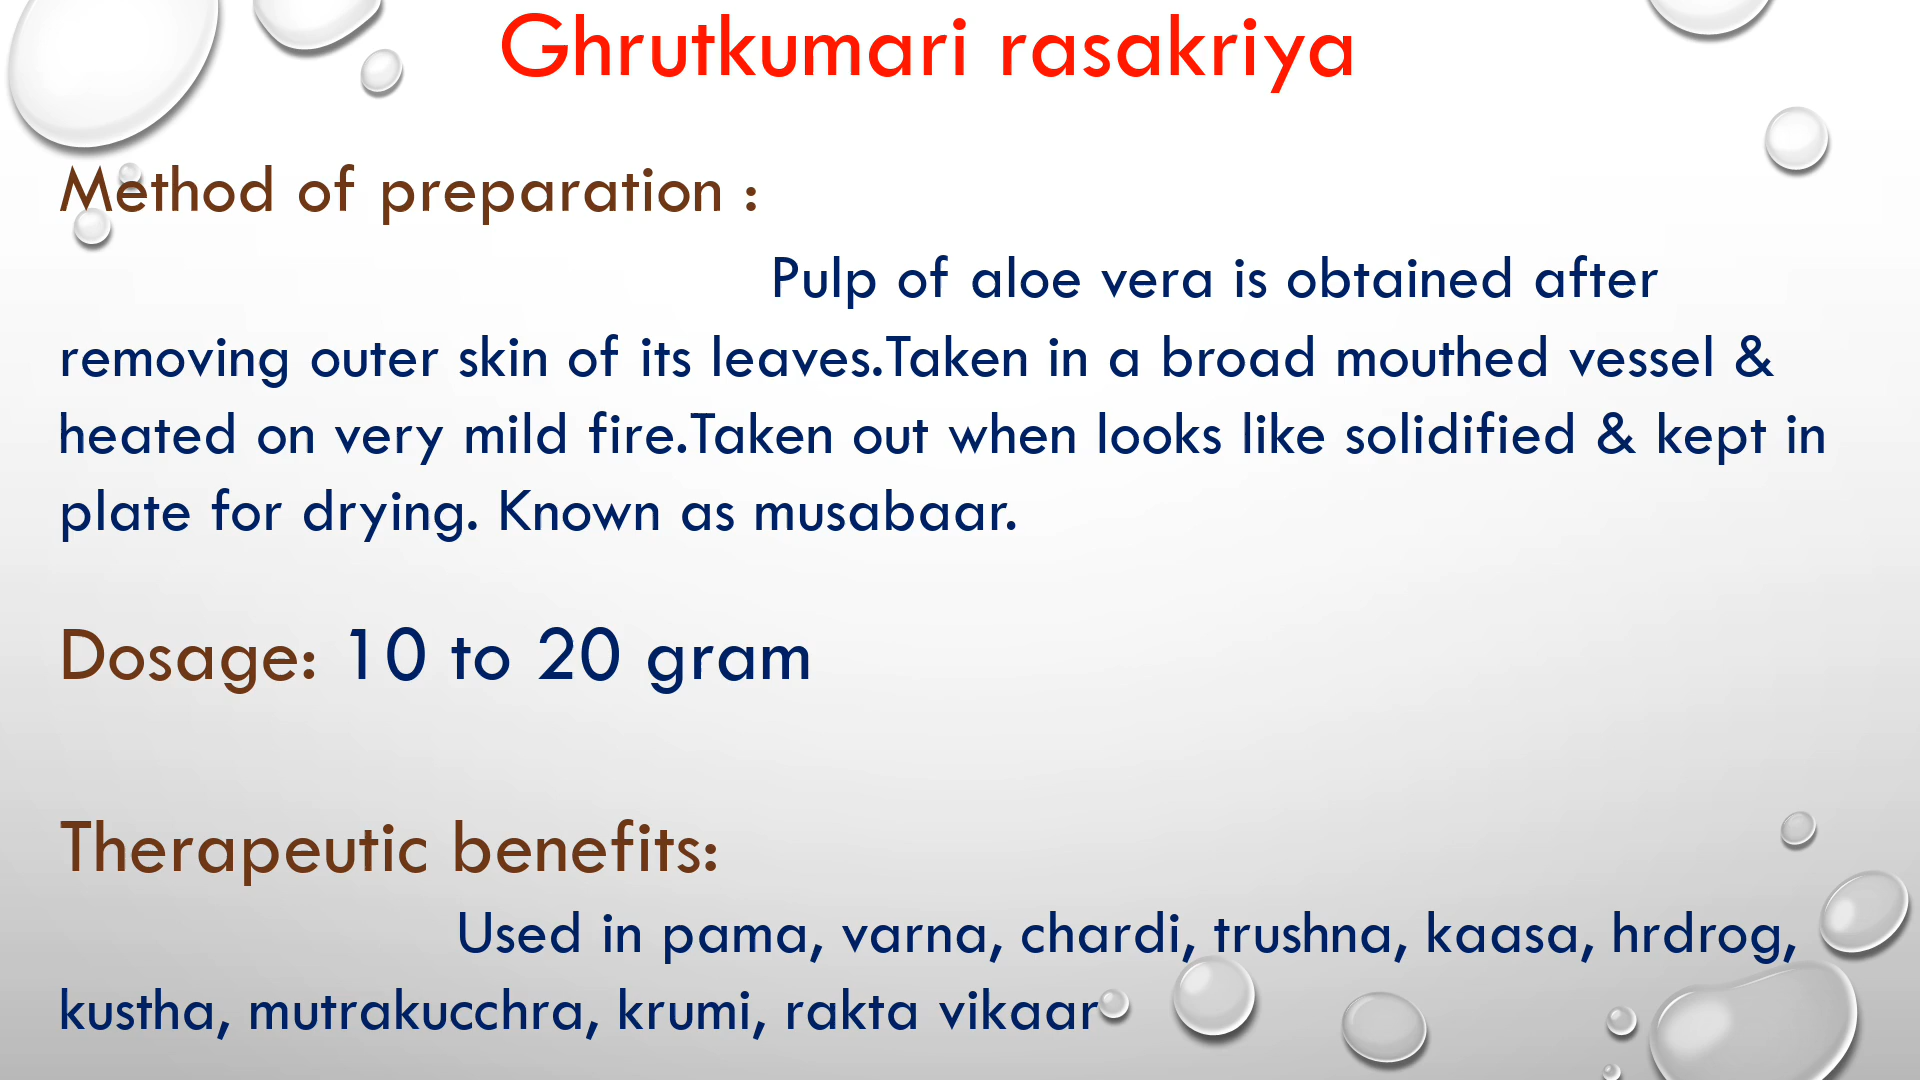 Ghrutkumari rasakriya
Method of preparation :
Pulp of aloe vera is obtained after
removing outer skin of its leaves.Taken in a broad mouthed vessel &
heated on very mild fire.Taken out when looks like solidified & kept in
plate for drying. Known as musabaar.
Dosage: 10 to 20 gram
Therapeutic benefits:
Used in pama, varna, chardi, trushna, kaasa, hrdrog,
kustha, mutrakucchra, krumi, rakta vikaar